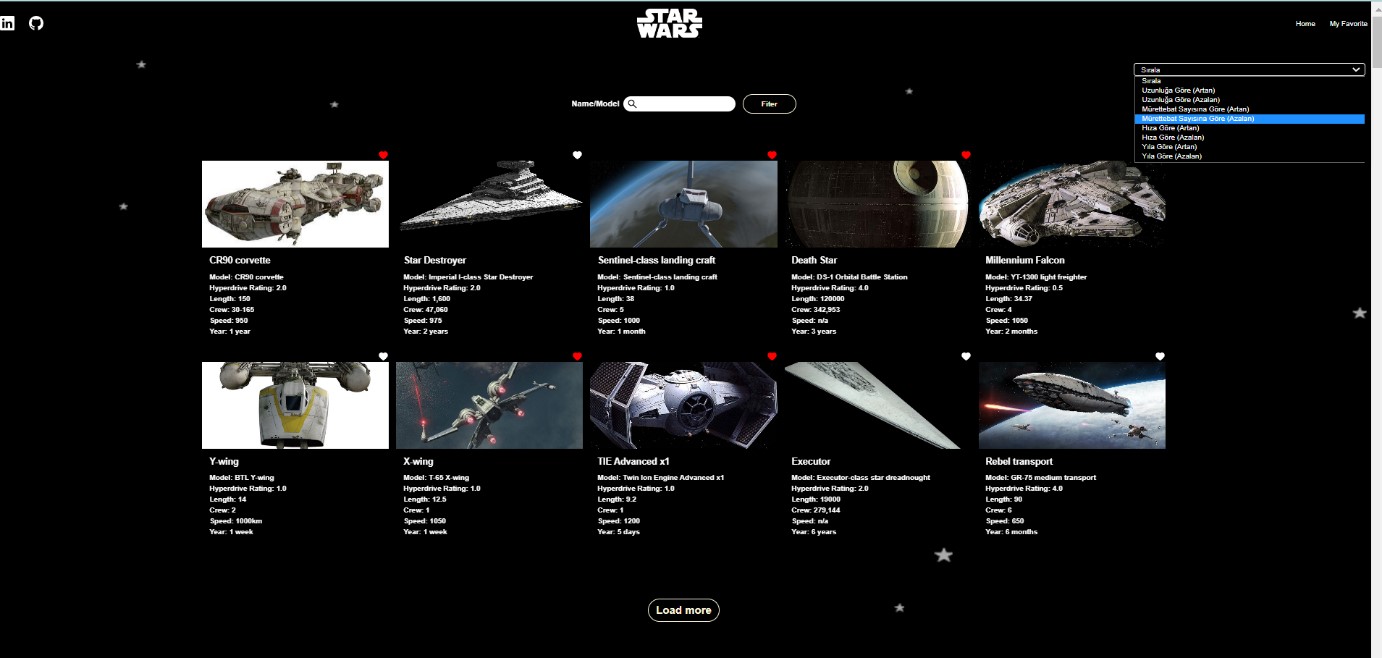 in
STAR
WARS
Home
My Favorite
Sırala
Sırala
Uzunluğa Göre (Artan)
Uzunluğa Göre (Azalan)
Mürettebat Sayısına Göre (Artan)
Mürettebat Sayısına Göre (Azalan)
Hıza Göre (Artan)
Hıza Göre (Azalan)
Yıla Göre (Artan)
Yıla Göre (Azalan)
Name/Model
Filter
CR90 corvette
Model: CR90 corvette
Hyperdrive Rating: 2.0
Length: 150
Crew: 30-165
Speed: 950
Year: 1 year
Star Destroyer
Model: Imperial I-class Star Destroyer
Hyperdrive Rating: 2.0
Length: 1,600
Crew: 47,060
Speed: 975
Year: 2 years
Sentinel-class landing craft
Model: Sentinel-class landing craft
Hyperdrive Rating: 1.0
Length: 38
Crew: 5
Speed: 1000
Year: 1 month
Death Star
Model: DS-1 Orbital Battle Station
Hyperdrive Rating: 4.0
Length: 120000
Crew: 342,953
Speed: n/a
Year: 3 years
Millennium Falcon
Model: YT-1300 light freighter
Hyperdrive Rating: 0.5
Length: 34.37
Crew: 4
Speed: 1050
Year: 2 months
Y-wing
Model: BTL Y-wing
Hyperdrive Rating: 1.0
Length: 14
Crew: 2
Speed: 1000km
Year: 1 week
X-wing
Model: T-65 X-wing
Hyperdrive Rating: 1.0
Length: 12.5
Crew: 1
Speed: 1050
Year: 1 week
TIE Advanced x1
Model: Twin Ion Engine Advanced x1
Hyperdrive Rating: 1.0
Length: 9.2
Crew: 1
Speed: 1200
Year: 5 days
Executor
Model: Executor-class star dreadnought
Hyperdrive Rating: 2.0
Length: 19000
Crew: 279,144
Speed: n/a
Year: 6 years
Rebel transport
Model: GR-75 medium transport
Hyperdrive Rating: 4.0
Length: 90
Crew: 6
Speed: 650
Year: 6 months
Load more